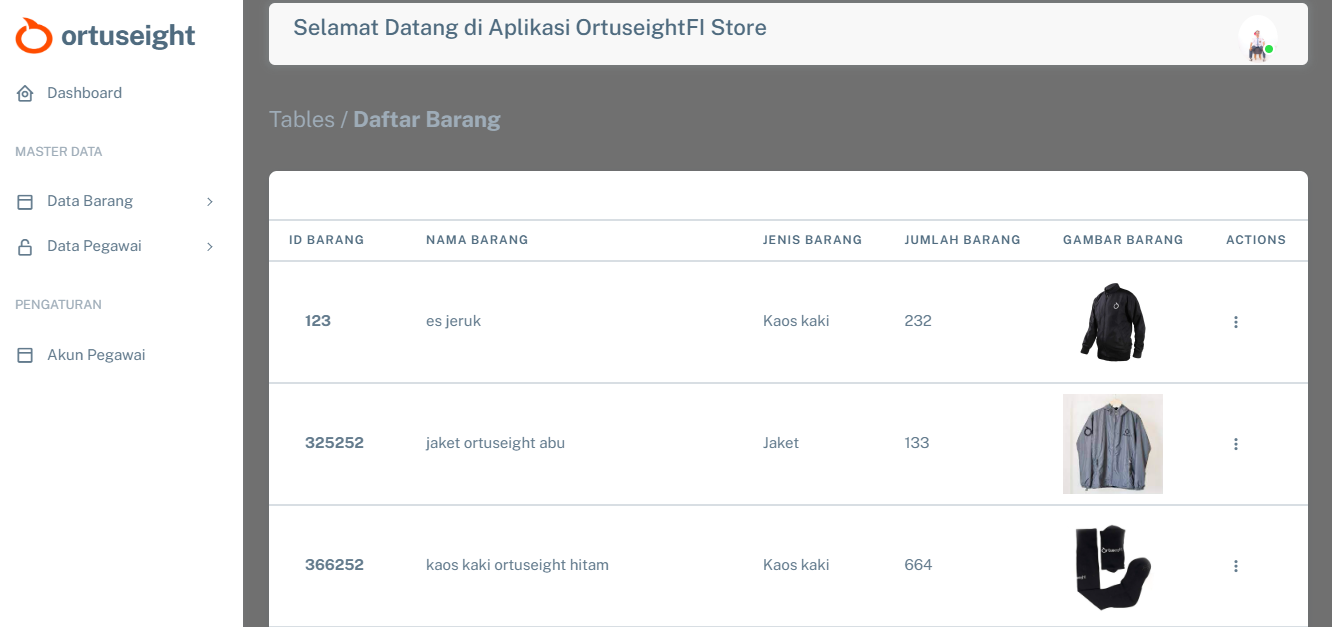 ortuseight
Selamat Datang di Aplikasi OrtuseightFI Store
Dashboard
MASTER DATA
Data Barang
Data Pegawai
PENGATURAN
Akun Pegawai
Tables / Daftar Barang
ID BARANG NAMA BARANG JENIS BARANG JUMLAH BARANG GAMBAR BARANG ACTIONS
123 es jeruk Kaos kaki 232
325252 jaket ortuseight abu Jaket 133
366252 kaos kaki ortuseight hitam Kaos kaki 664